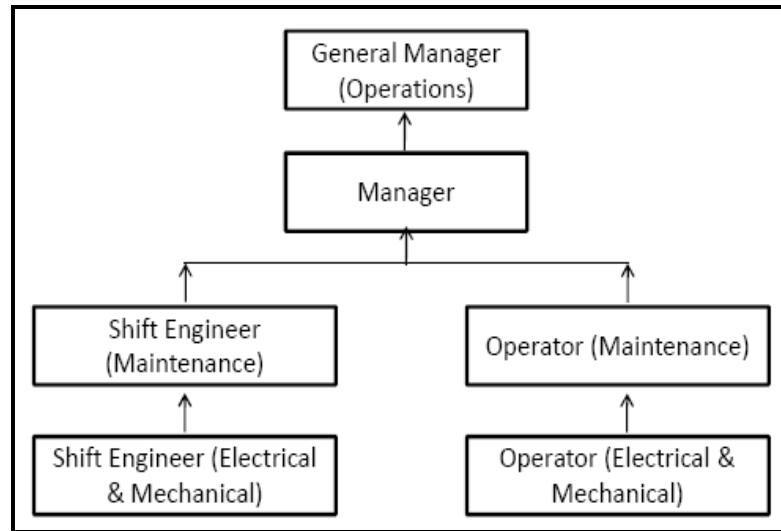 General Manager
(Operations)
Manager
Shift Engineer
(Maintenance)
Operator (Maintenance)
Shift Engineer (Electrical
& Mechanical)
Operator (Electrical &
Mechanical)